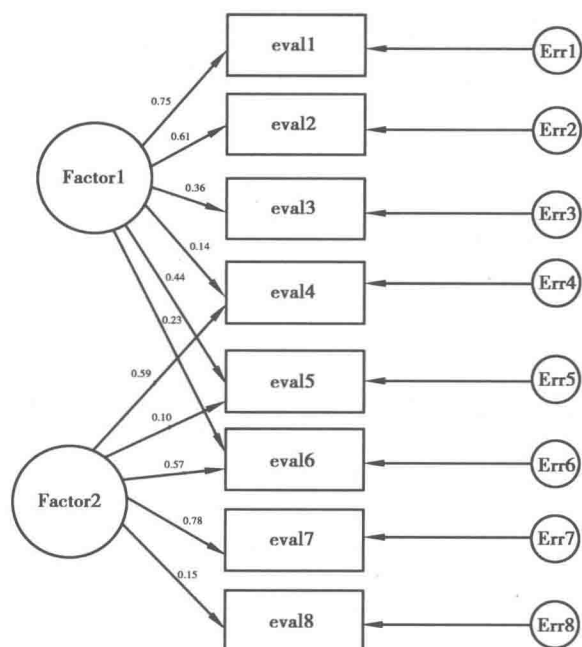 eval1
Err1
0.75
eval2
Err2
0.61
Factor1
0.36
eval3
Err3
0.14
eval4
Err4
0.44
0.23
0.59
eval5
Err5
0.10
eval6
Err6
0.57
Factor2
0.78
eval7
Err7
0.15
eval8
Err8